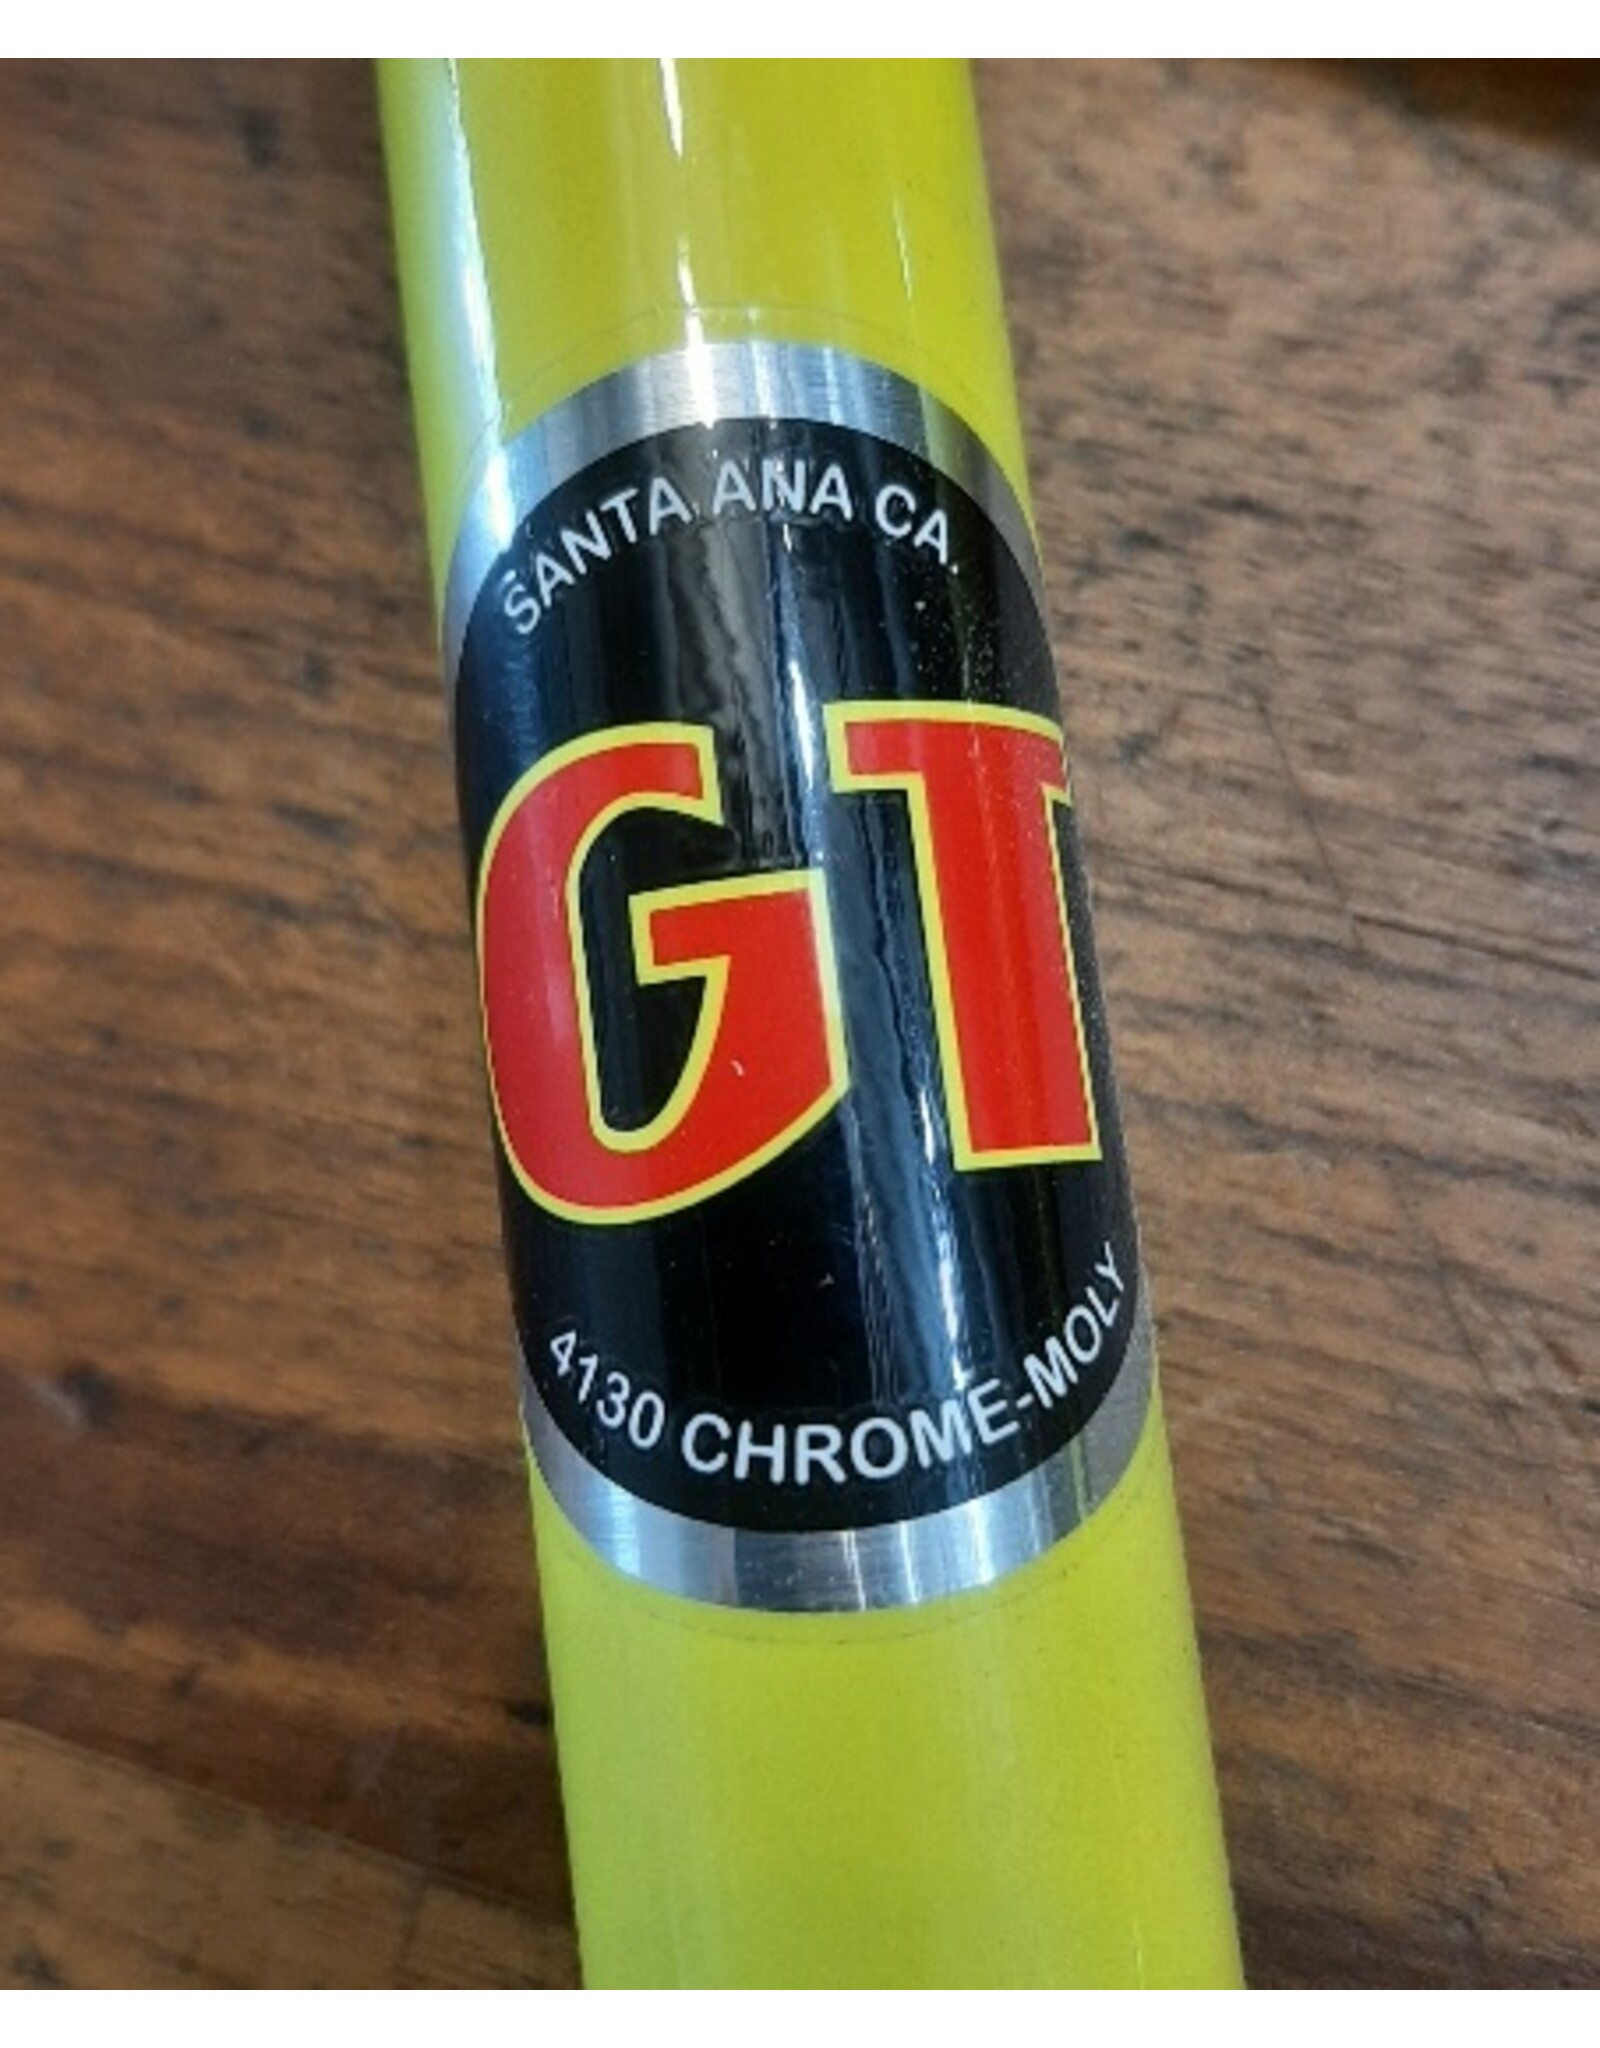 SANTA ANA CA.
GT
4130 CHROME-MOLY